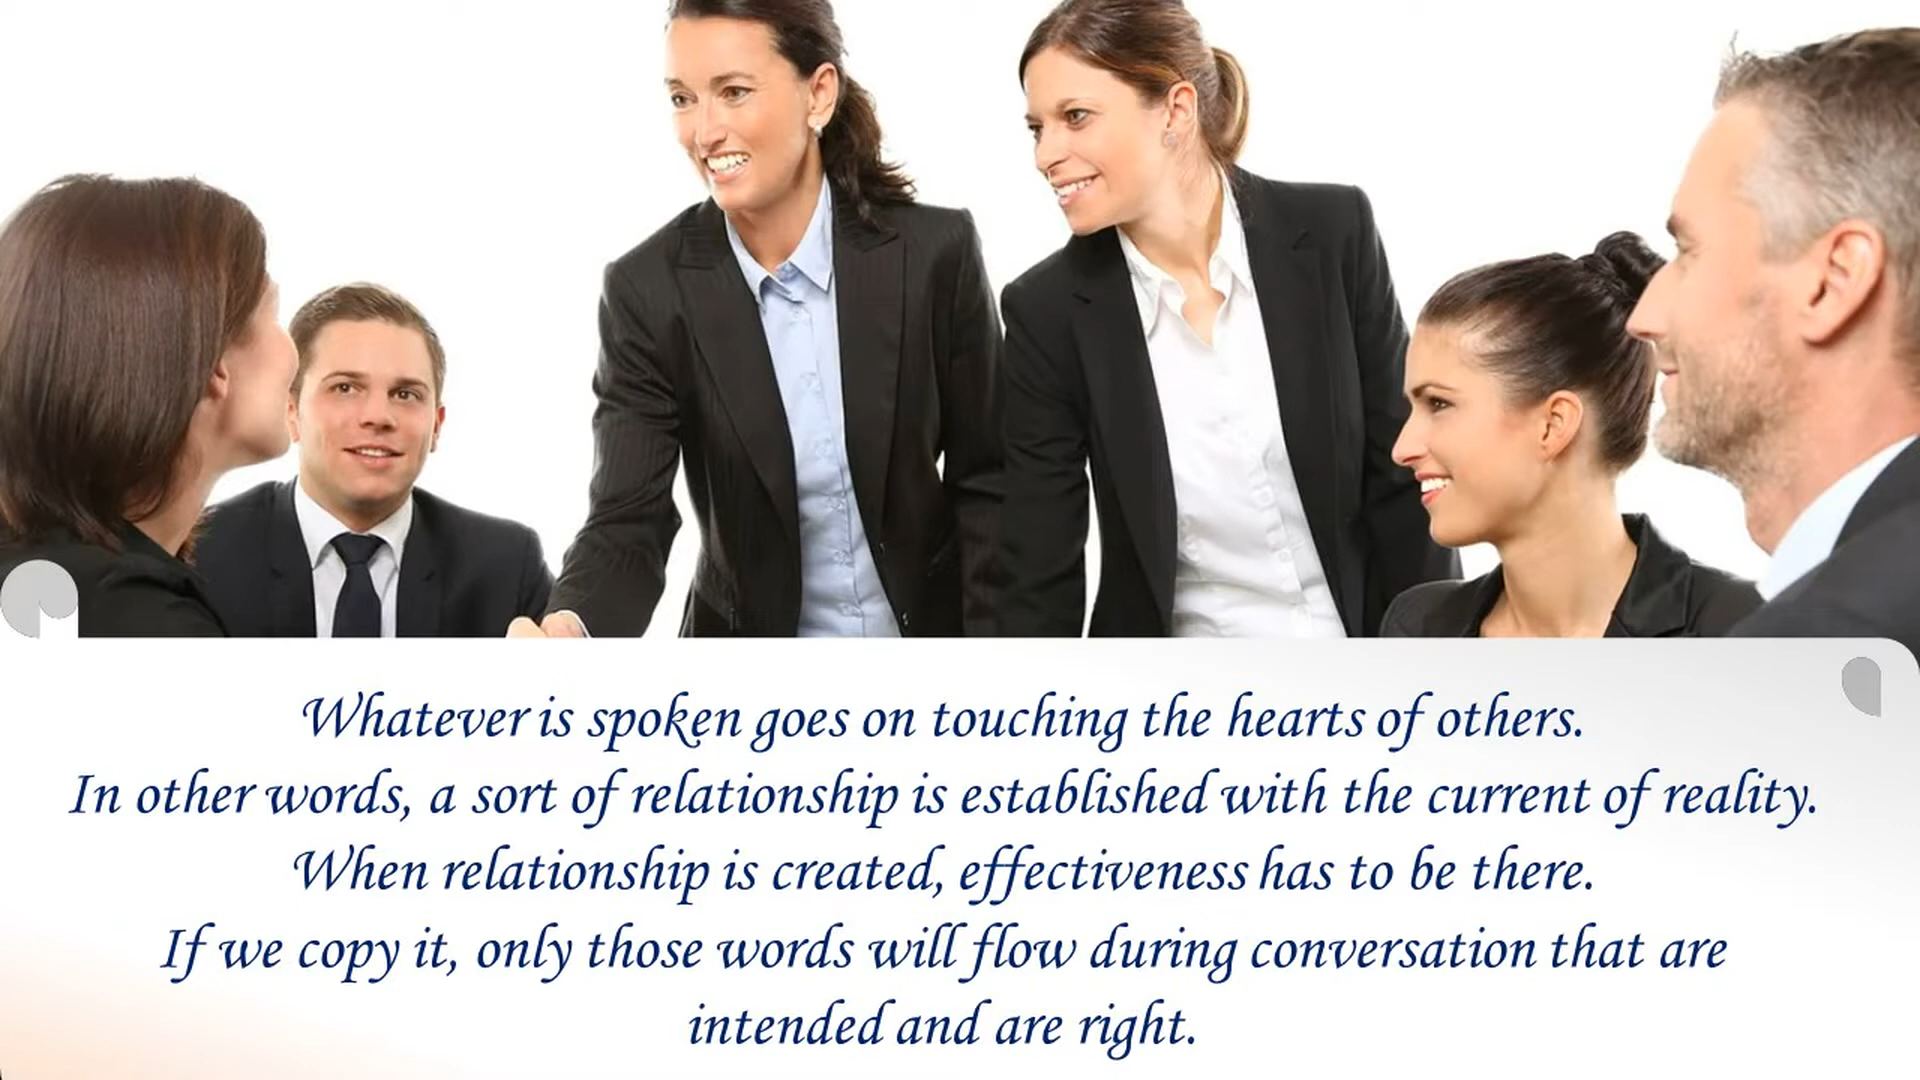 Whatever is spoken goes on touching the hearts of others.
In other words, a sort of relationship is established with the current of reality.
When relationship is created, effectiveness has to be there.
If we copy it, only those words will flow during conversation that are
intended and are right.